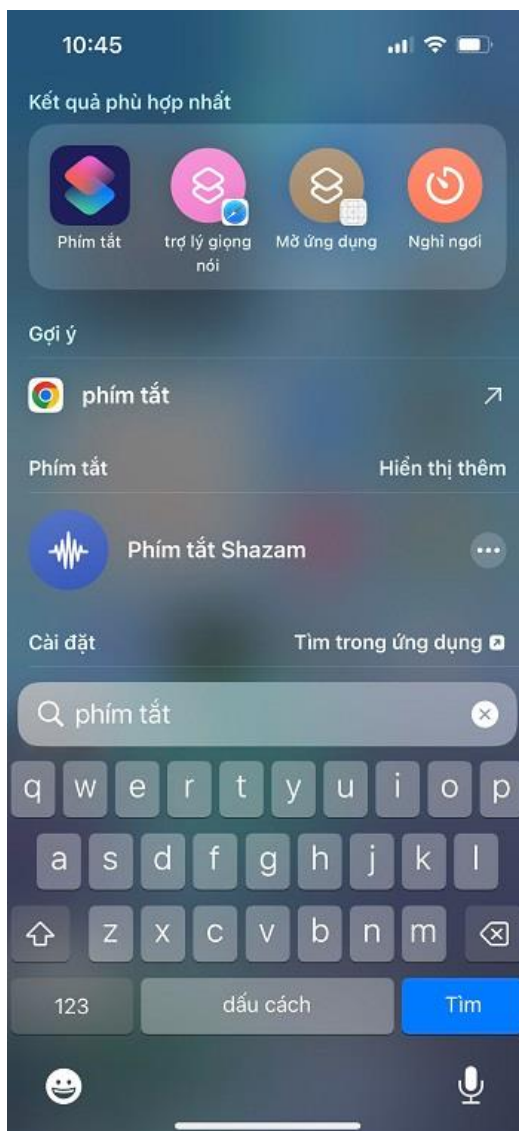 10:45
Kết quả phù hợp nhất
Phím tắt
trợ lý giọng nói
Mở ứng dụng
Nghỉ ngơi
Gợi ý
phím tắt
Phím tắt
Hiển thị thêm
Phím tắt Shazam
Cài đặt
Tìm trong ứng dụng
phím tắt
q w e r t y u i o p
a s d f g h j k l
z x c v b n m
123 dấu cách Tìm